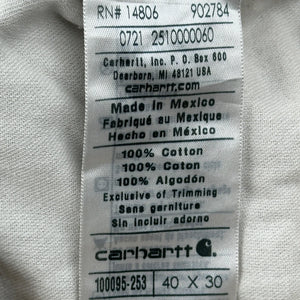 RN# 14806 902784
0721 2510000060
Carhartt, Inc. P.O. Box 600
Dearborn, MI 48121 USA
carhartt.com
Made in Mexico
Fabriqué au Mexique
Hecho en México
100% Cotton
100% Coton
100% Algodón
Exclusive of Trimming
Sans garniture
Sin incluir adorno
carhartt
100095-253 40 X 30